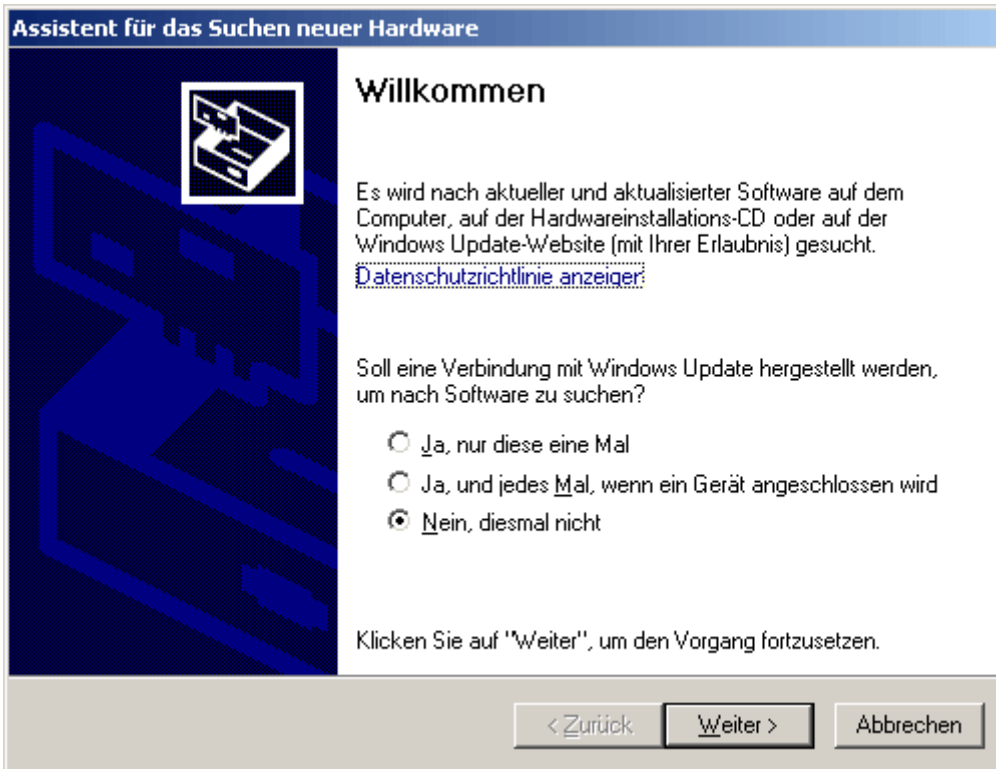 Assistent für das Suchen neuer Hardware
Willkommen
Es wird nach aktueller und aktualisierter Software auf dem
Computer, auf der Hardwareinstallations-CD oder auf der
Windows Update-Website (mit Ihrer Erlaubnis) gesucht.
Datenschutzrichtlinie anzeiger
Soll eine Verbindung mit Windows Update hergestellt werden,
um nach Software zu suchen?
Ja, nur diese eine Mal
Ja, und jedes Mal, wenn ein Gerät angeschlossen wird
Nein, diesmal nicht
Klicken Sie auf "Weiter", um den Vorgang fortzusetzen.
< Zurück Weiter > Abbrechen